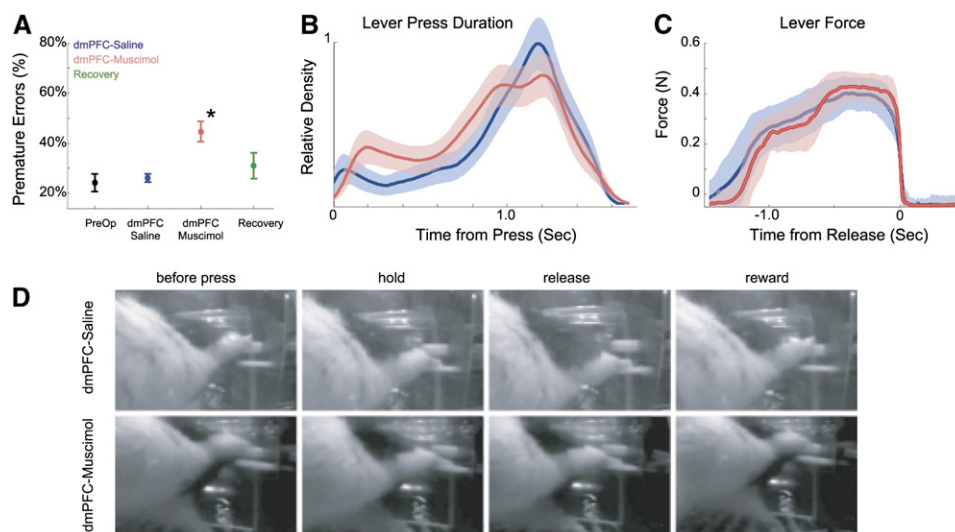 A
Premature Errors (%)
80%
60%
40%
20%
dmPFC-Saline
dmPFC-Muscimol
Recovery
*
PreOp
dmPFC
Saline
dmPFC
Muscimol
Recovery
B
Lever Press Duration
Relative Density
1
0
1.0
Time from Press (Sec)
C
Lever Force
Force (N)
0.6
0.4
0.2
0
-1.0
0
Time from Release (Sec)
D
before press
hold
release
reward
dmPFC-Saline
dmPFC-Muscimol